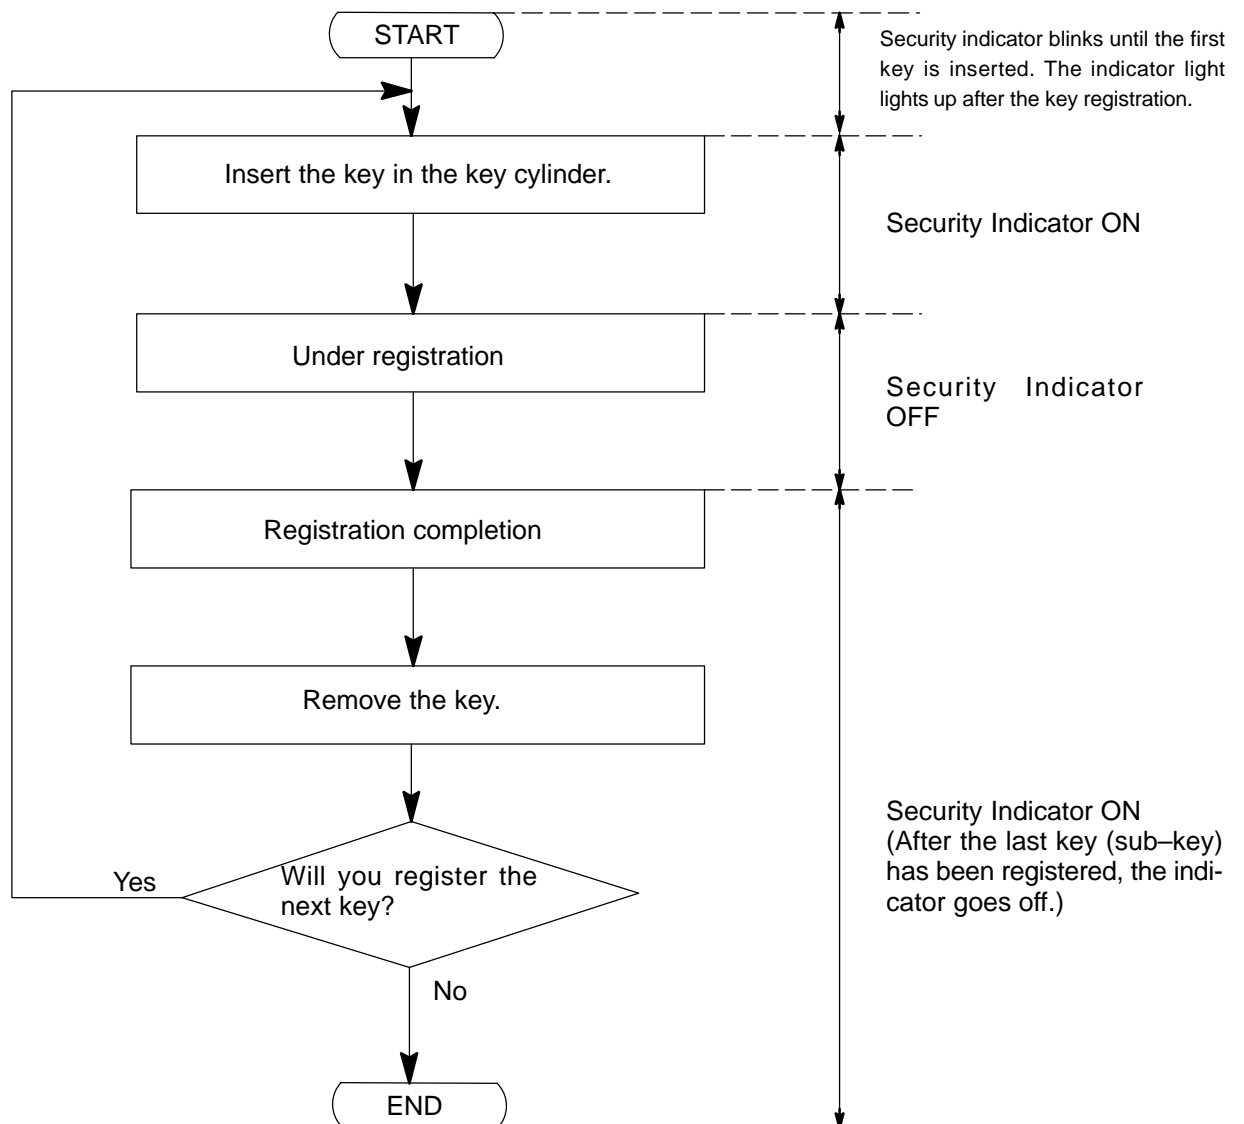 START
Security indicator blinks until the first
key is inserted. The indicator light
lights up after the key registration.
Insert the key in the key cylinder.
Security Indicator ON
Under registration
Security Indicator
OFF
Registration completion
Remove the key.
Security Indicator ON
(After the last key (sub–key)
has been registered, the indi-
cator goes off.)
Yes
Will you register the
next key?
No
END